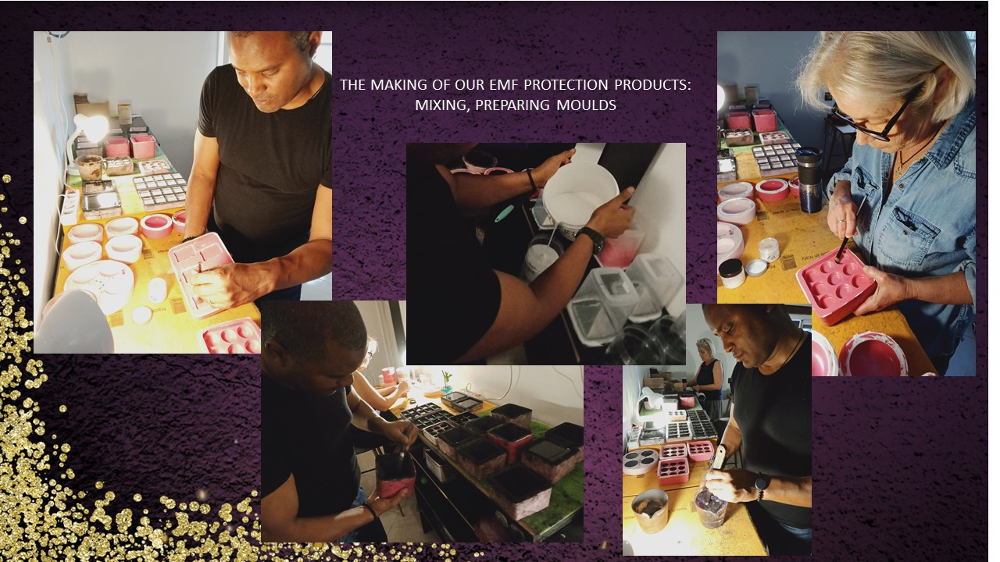 THE MAKING OF OUR EMF PROTECTION PRODUCTS:
MIXING, PREPARING MOULDS